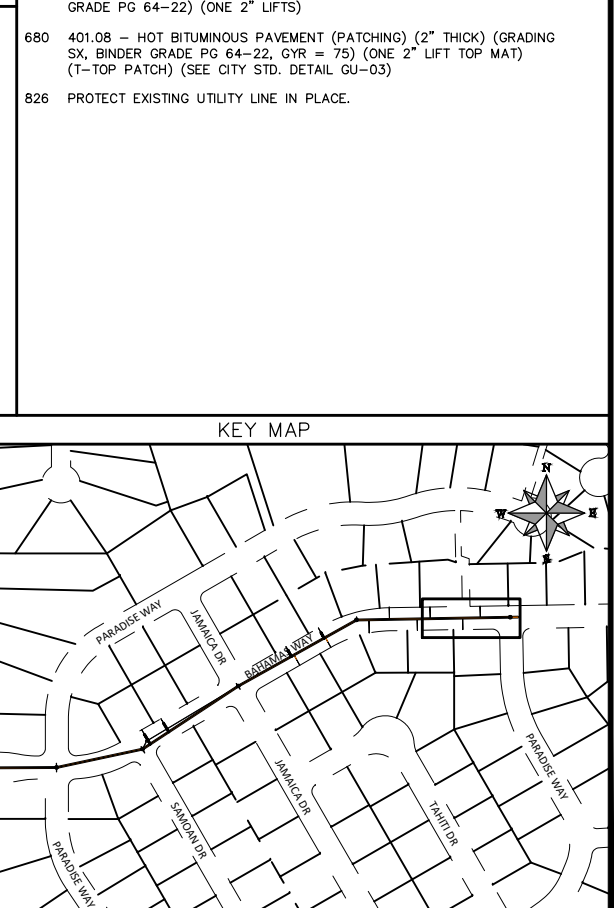 GRADE PG 64-22) (ONE 2" LIFTS)
680 401.08 – HOT BITUMINOUS PAVEMENT (PATCHING) (2" THICK) (GRADING
SX, BINDER GRADE PG 64-22, GYR = 75) (ONE 2" LIFT TOP MAT)
(T-TOP PATCH) (SEE CITY STD. DETAIL GU-03)
826 PROTECT EXISTING UTILITY LINE IN PLACE.
KEY MAP
N
W
E
S
PARADISE WAY
JAMAICA DR
BAHAMAS WAY
PARADISE WAY
JAMAICA DR
SAMOAN DR
TAHITI DR
PARADISE WAY